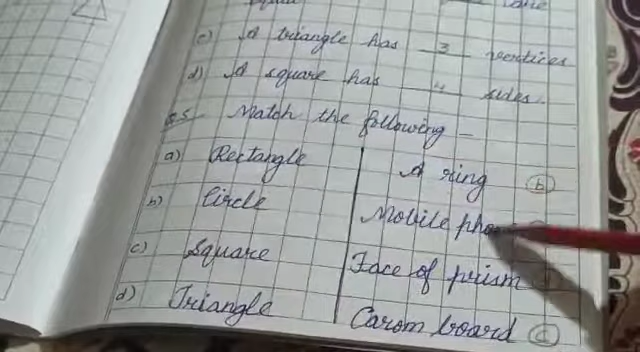 c) A triangle has 3 vertices
d) A square has 4 sides.
Q5. Match the following –
a) Rectangle A ring (b)
b) Circle Mobile
c) Square Face of prism
d) Triangle Carom board (c)